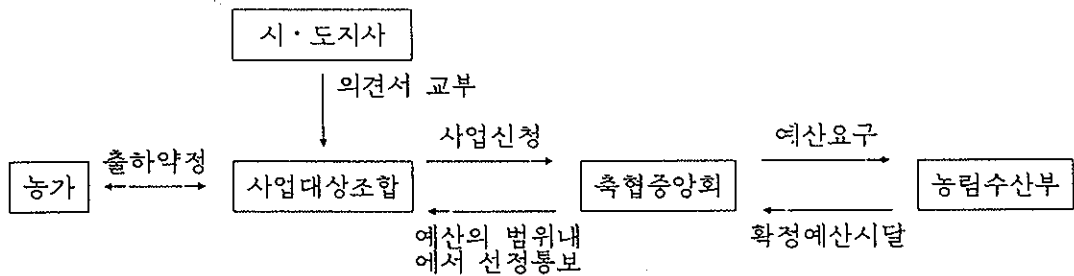 시·도지사
의견서 교부
출하약정
사업신청
예산요구
농가
사업대상조합
축협중앙회
농림수산부
예산의 범위내
에서 선정통보
확정예산시달